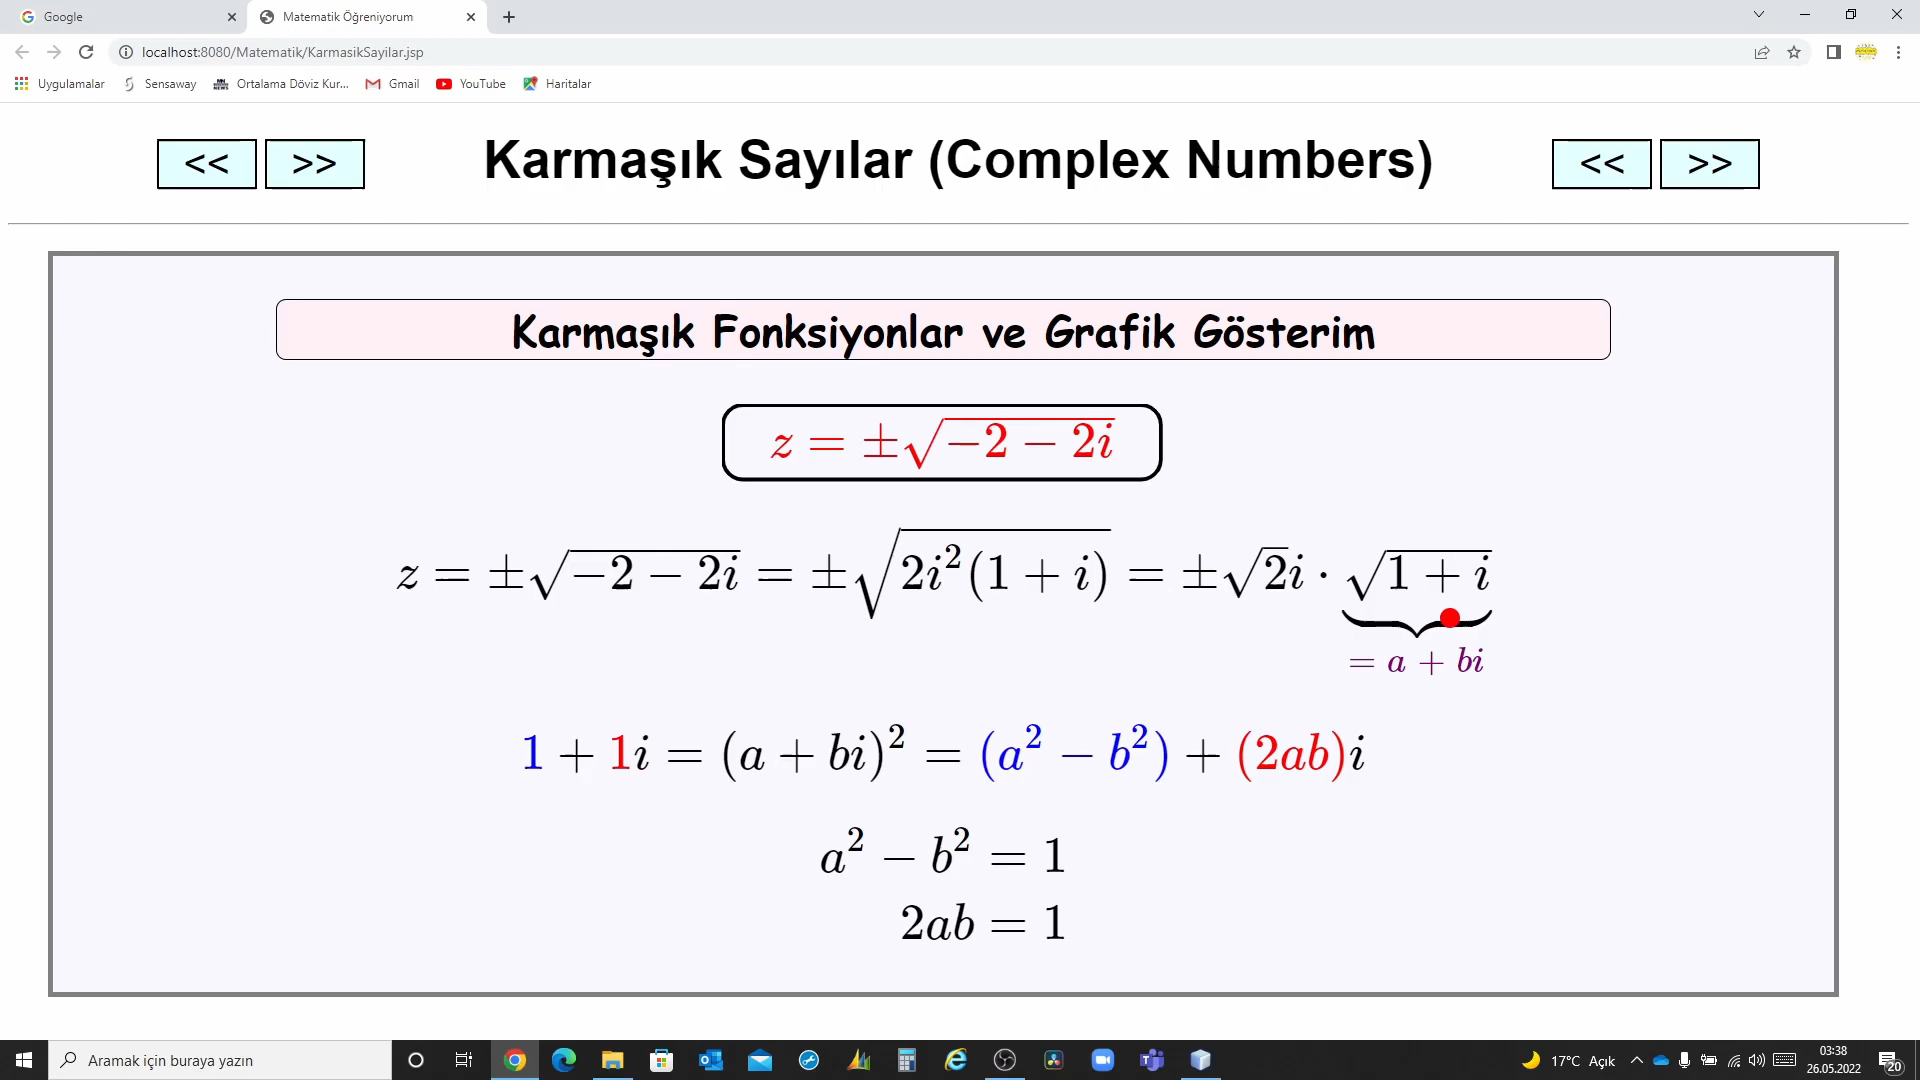 Google
Matematik Öğreniyorum
localhost:8080/Matematik/KarmasikSayilar.jsp
Uygulamalar Sensaway Ortalama Döviz Kur... Gmail YouTube Haritalar
<< >> Karmaşık Sayılar (Complex Numbers) << >>
Karmaşık Fonksiyonlar ve Grafik Gösterim
z = ±√(−2 − 2i)
z = ±√(−2 − 2i) = ±√(2i²(1 + i)) = ±√2i · √(1 + i)
= a + bi
1 + 1i = (a + bi)² = (a² − b²) + (2ab)i
a² − b² = 1
2ab = 1
Aramak için buraya yazın
17°C Açık
03:38
26.05.2022
20